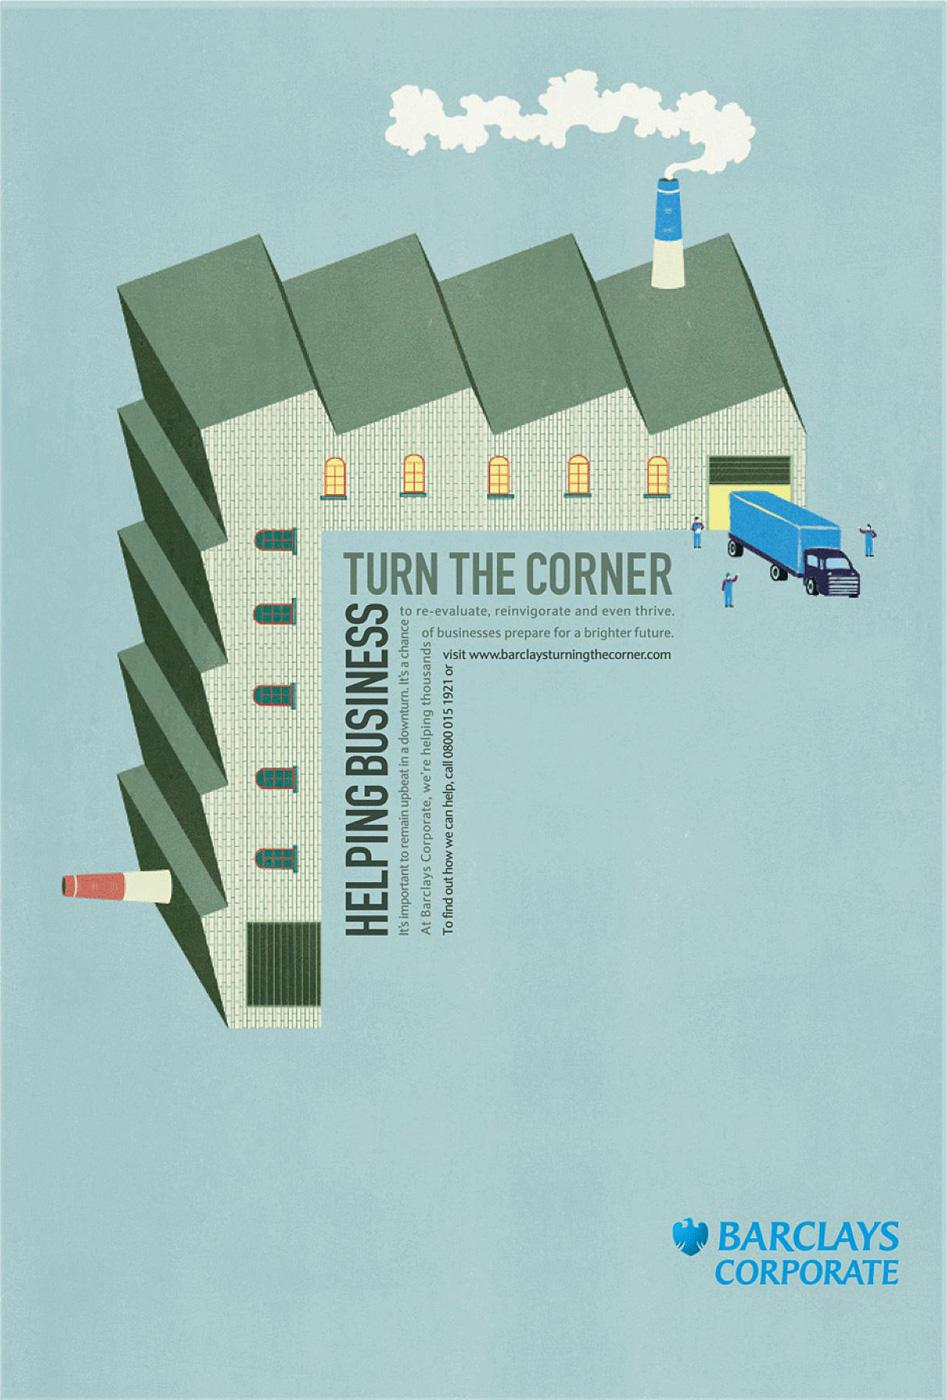 HELPING BUSINESS
TURN THE CORNER
It's important to remain upbeat in a downturn. It's a chance
to re-evaluate, reinvigorate and even thrive.
At Barclays Corporate, we're helping thousands
of businesses prepare for a brighter future.
To find out how we can help, call 0800 015 1921 or
visit www.barclaysturningthecorner.com
BARCLAYS
CORPORATE